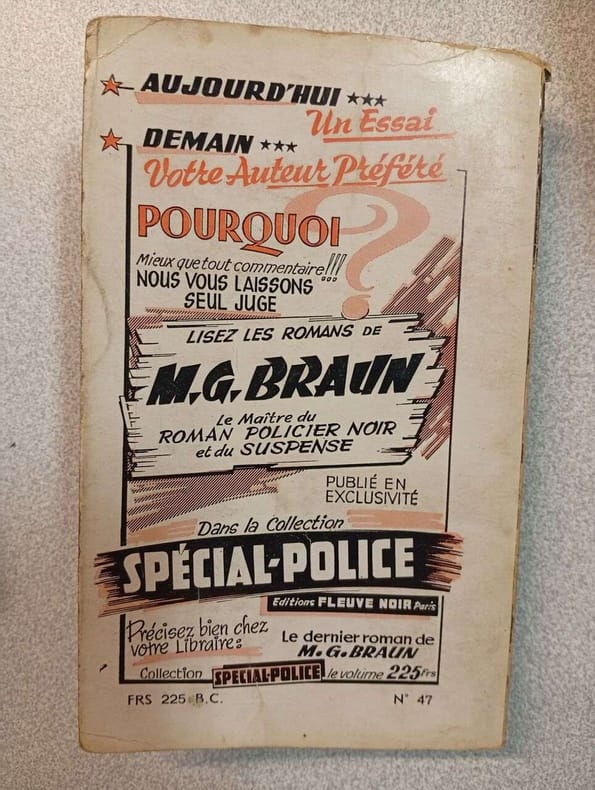 AUJOURD'HUI ★★★
Un Essai
DEMAIN ★★★
Votre Auteur Préféré
POURQUOI ?
Mieux que tout commentaire!!!
NOUS VOUS LAISSONS
SEUL JUGE
LISEZ LES ROMANS DE
M.G. BRAUN
Le Maître du
ROMAN POLICIER NOIR
et du SUSPENSE
PUBLIÉ EN
EXCLUSIVITÉ
Dans la Collection
SPÉCIAL-POLICE
Editions FLEUVE NOIR Paris
Précisez bien chez
votre Libraire:
Le dernier roman de
M.G. BRAUN
Collection SPÉCIAL-POLICE le volume 225frs
FRS 225 B.C. N° 47